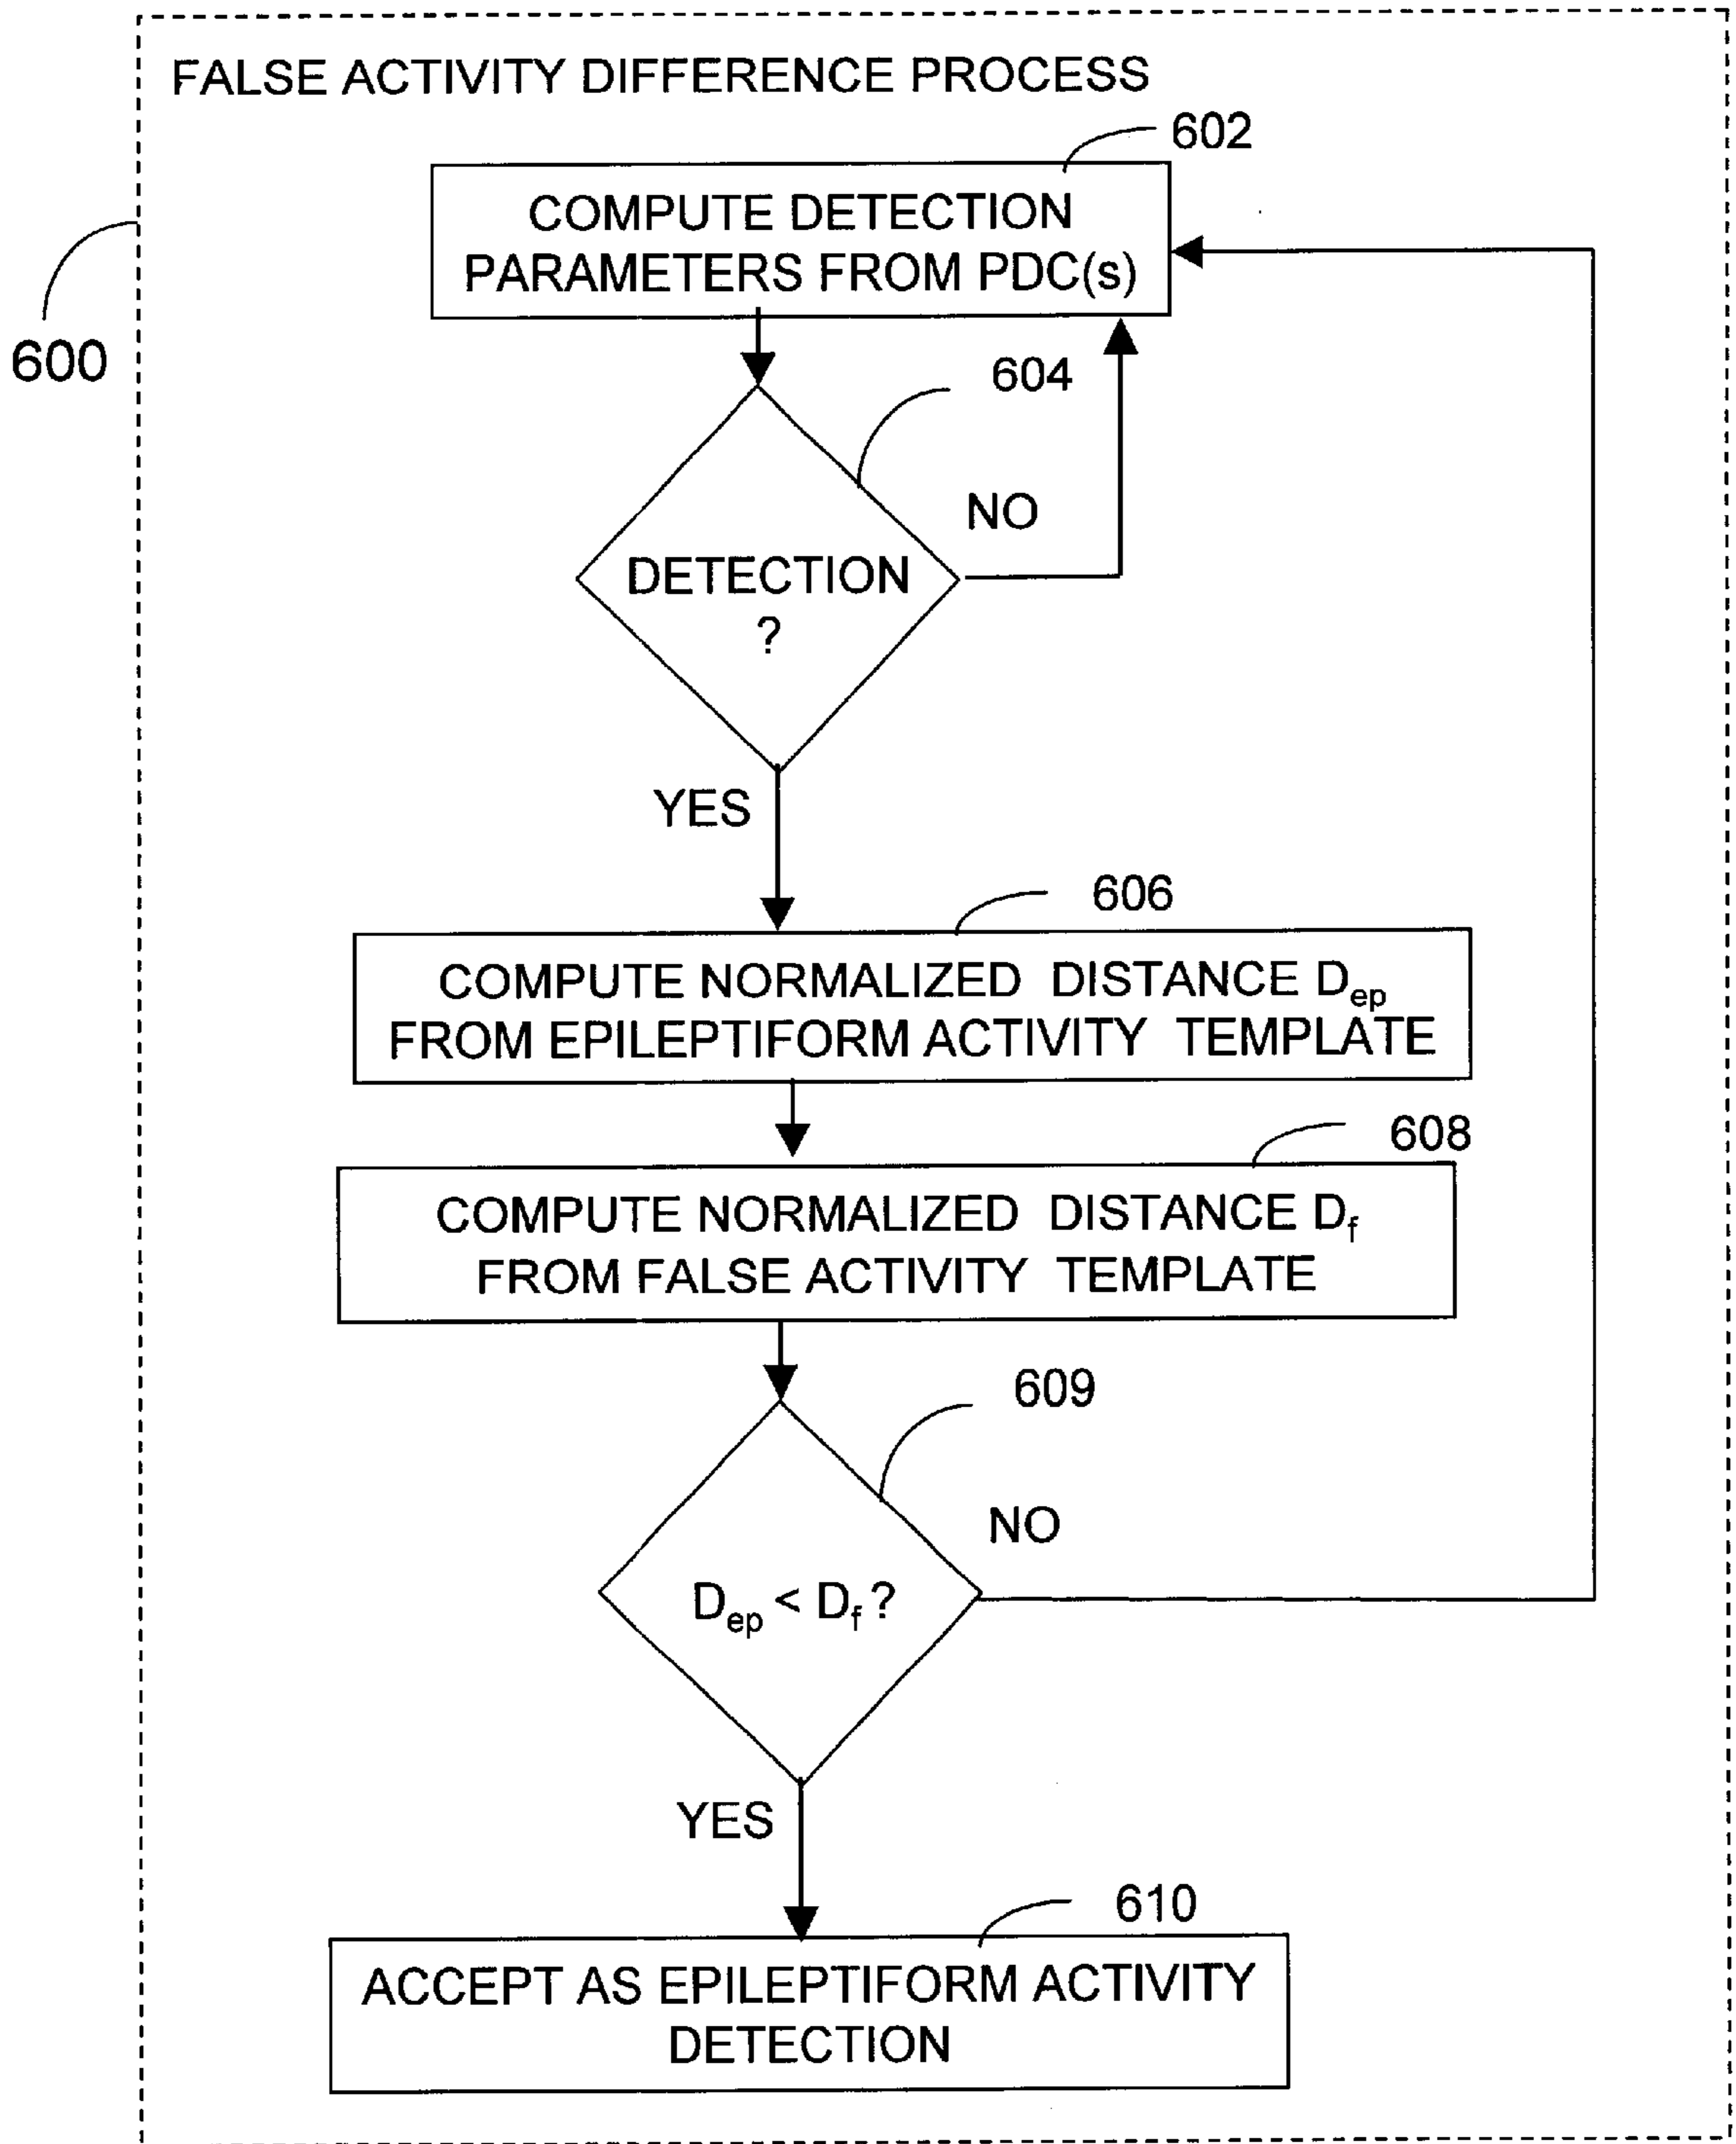 FALSE ACTIVITY DIFFERENCE PROCESS
602
COMPUTE DETECTION
PARAMETERS FROM PDC(s)
600
604
NO
DETECTION
?
YES
606
COMPUTE NORMALIZED DISTANCE Dep
FROM EPILEPTIFORM ACTIVITY TEMPLATE
608
COMPUTE NORMALIZED DISTANCE Df
FROM FALSE ACTIVITY TEMPLATE
609
NO
Dep < Df ?
YES
610
ACCEPT AS EPILEPTIFORM ACTIVITY
DETECTION